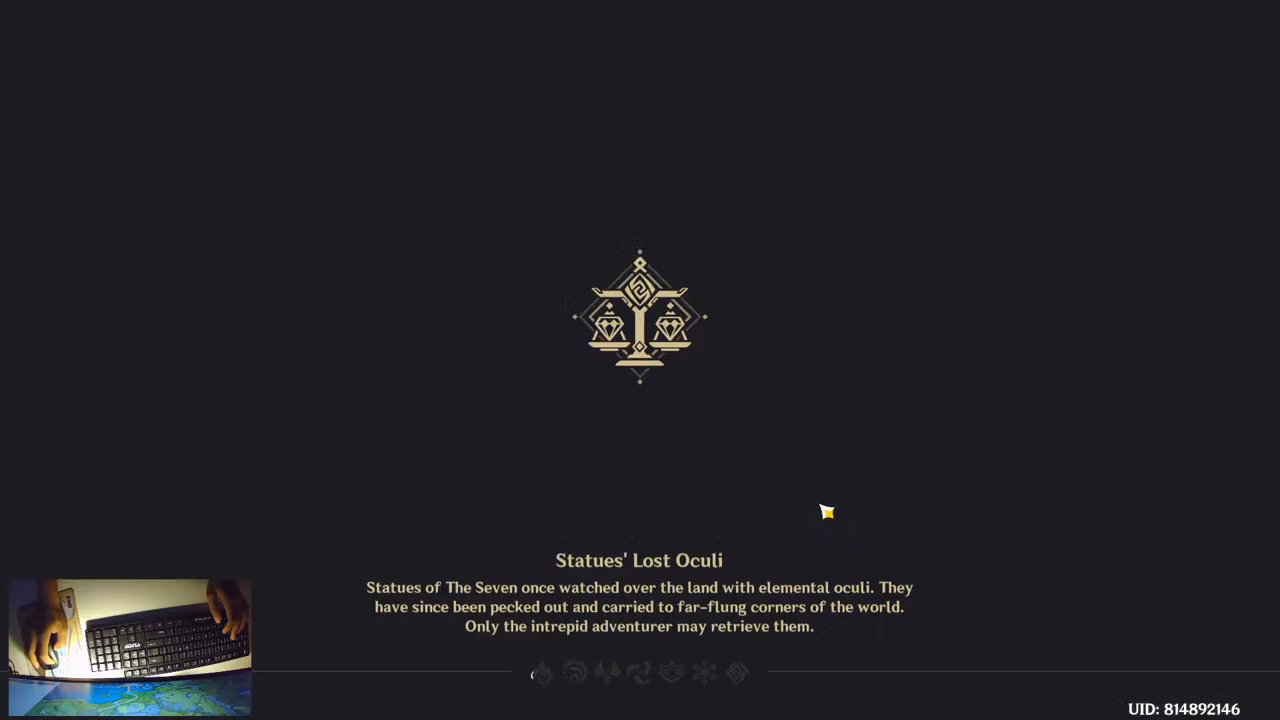 Statues' Lost Oculi
Statues of The Seven once watched over the land with elemental oculi. They
have since been pecked out and carried to far-flung corners of the world.
Only the intrepid adventurer may retrieve them.
UID: 814892146